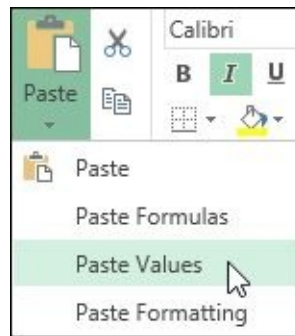 Calibri
B I U
Paste
Paste
Paste Formulas
Paste Values
Paste Formatting